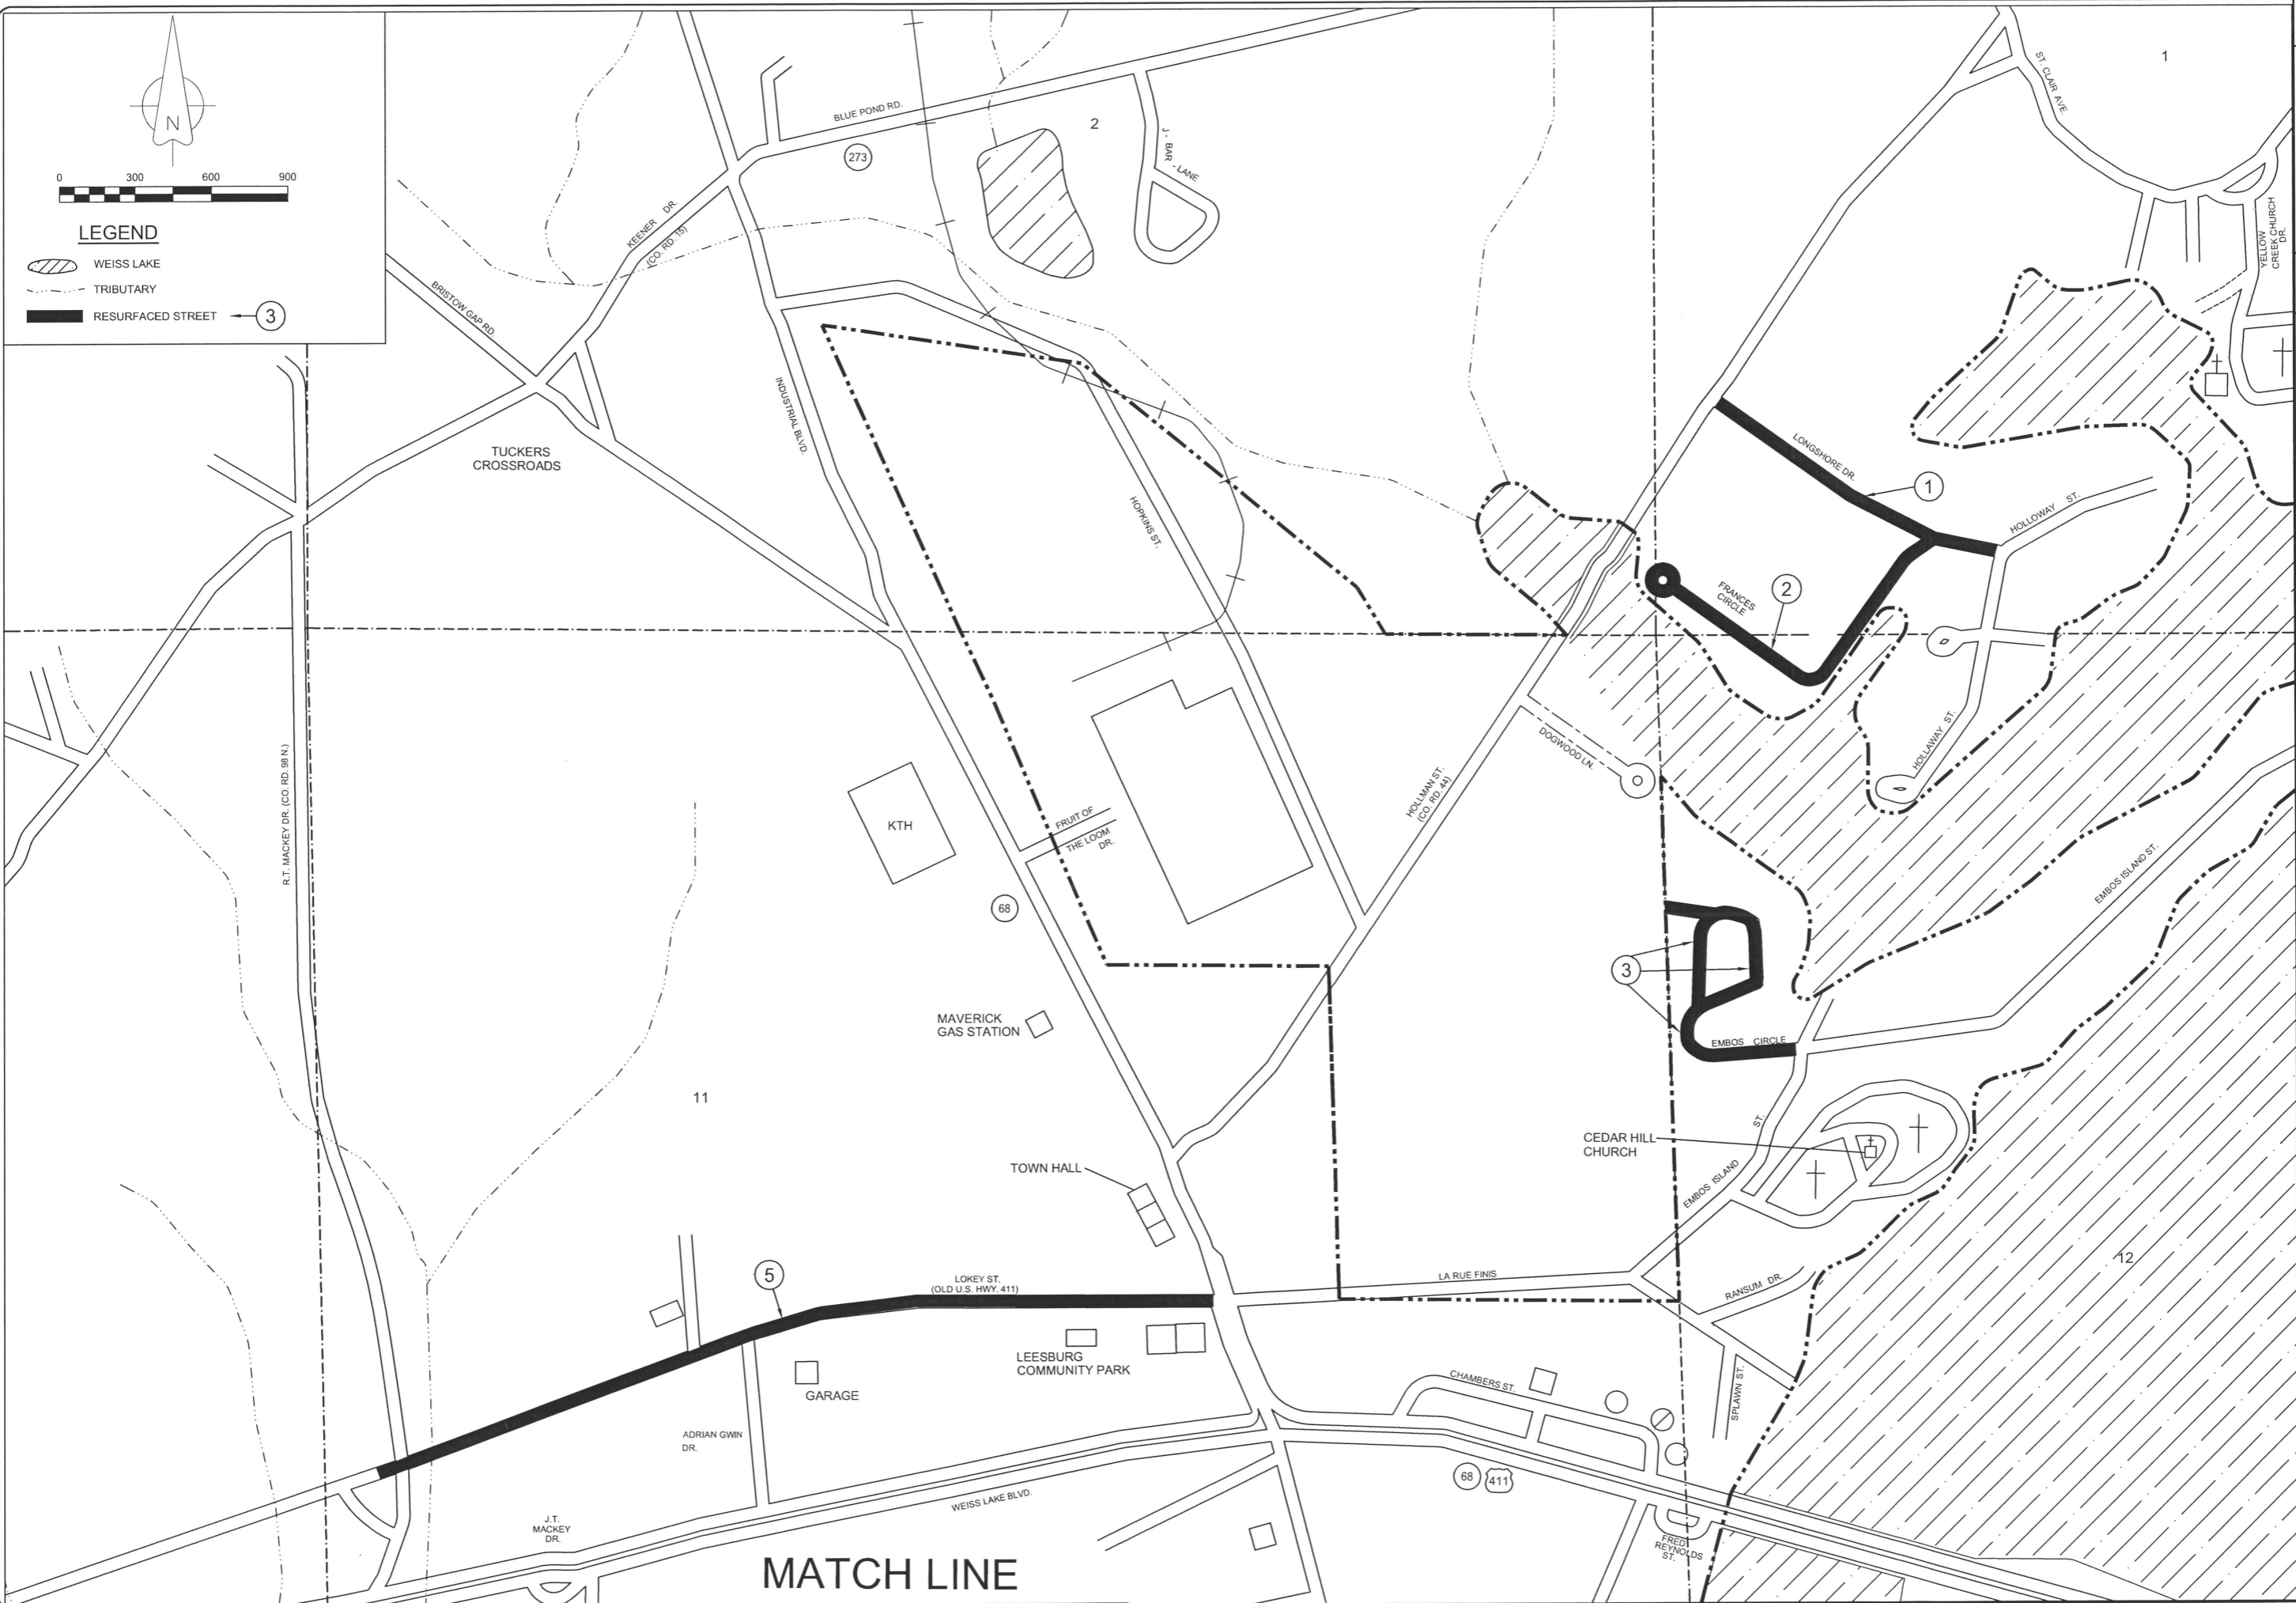 N
0 300 600 900
LEGEND
WEISS LAKE
TRIBUTARY
RESURFACED STREET 3
BLUE POND RD.
273
2
J - BAR - LANE
1
ST. CLAIR AVE.
YELLOW
CREEK CHURCH
DR.
KEENER DR.
(CO. RD. 15)
BRISTOW GAP RD.
TUCKERS
CROSSROADS
INDUSTRIAL BLVD.
HOPKINS ST.
LONGSHORE DR.
1
HOLLOWAY ST.
FRANCES
CIRCLE
2
HOLLAWAY ST.
DOGWOOD LN.
HOLLMAN ST.
(CO. RD. 44)
R.T. MACKEY DR. (CO. RD. 98 N.)
KTH
FRUIT OF
THE LOOM
DR.
68
EMBOS ISLAND ST.
3
EMBOS CIRCLE
MAVERICK
GAS STATION
11
CEDAR HILL
CHURCH
TOWN HALL
EMBOS ISLAND ST.
12
5
LOKEY ST.
(OLD U.S. HWY. 411)
LA RUE FINIS
RANSUM DR.
LEESBURG
COMMUNITY PARK
GARAGE
CHAMBERS ST.
SPLAWN ST.
ADRIAN GWIN
DR.
68 411
WEISS LAKE BLVD.
J.T.
MACKEY
DR.
FRED
REYNOLDS
ST.
MATCH LINE